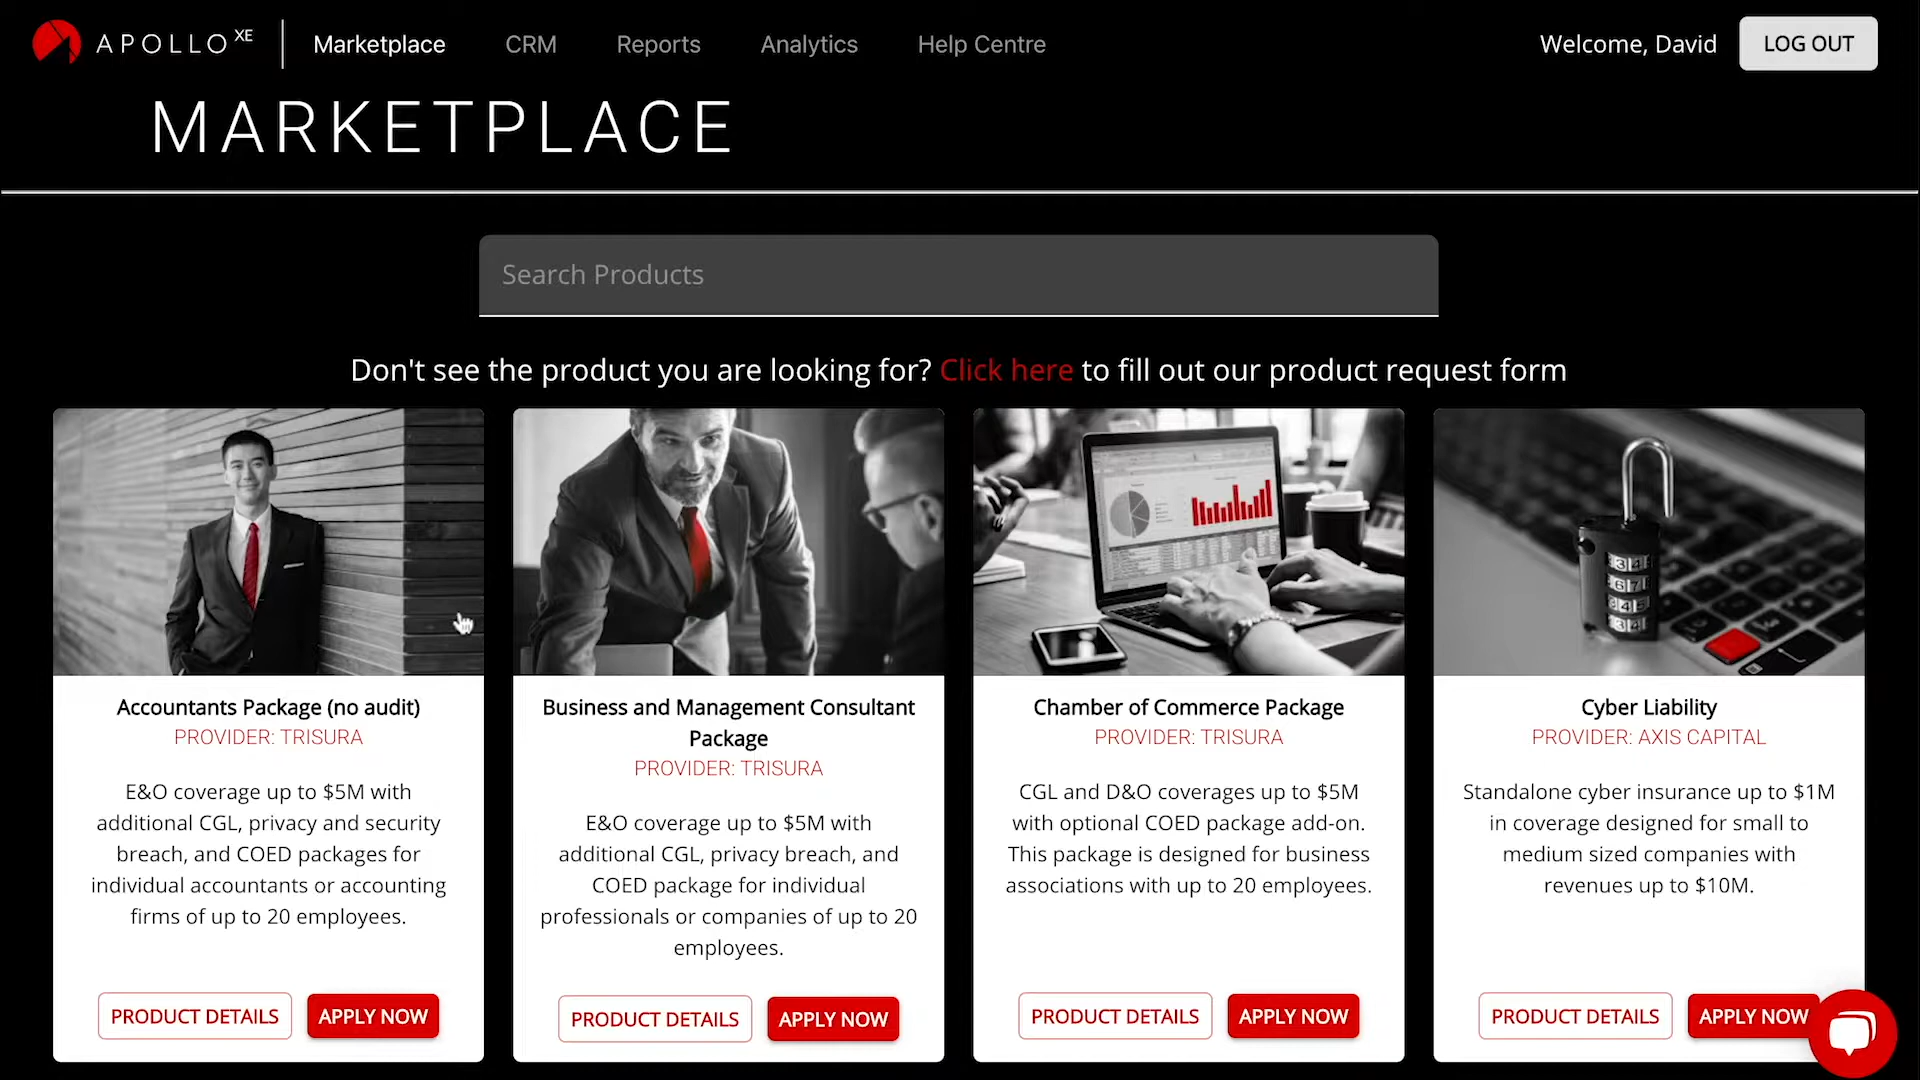 APOLLO XE
Marketplace
CRM
Reports
Analytics
Help Centre
Welcome, David
LOG OUT
MARKETPLACE
Search Products
Don't see the product you are looking for? Click here to fill out our product request form
Accountants Package (no audit)
PROVIDER: TRISURA
E&O coverage up to $5M with
additional CGL, privacy and security
breach, and COED packages for
individual accountants or accounting
firms of up to 20 employees.
PRODUCT DETAILS
APPLY NOW
Business and Management Consultant
Package
PROVIDER: TRISURA
E&O coverage up to $5M with
additional CGL, privacy breach, and
COED package for individual
professionals or companies of up to 20
employees.
PRODUCT DETAILS
APPLY NOW
Chamber of Commerce Package
PROVIDER: TRISURA
CGL and D&O coverages up to $5M
with optional COED package add-on.
This package is designed for business
associations with up to 20 employees.
PRODUCT DETAILS
APPLY NOW
Cyber Liability
PROVIDER: AXIS CAPITAL
Standalone cyber insurance up to $1M
in coverage designed for small to
medium sized companies with
revenues up to $10M.
PRODUCT DETAILS
APPLY NOW